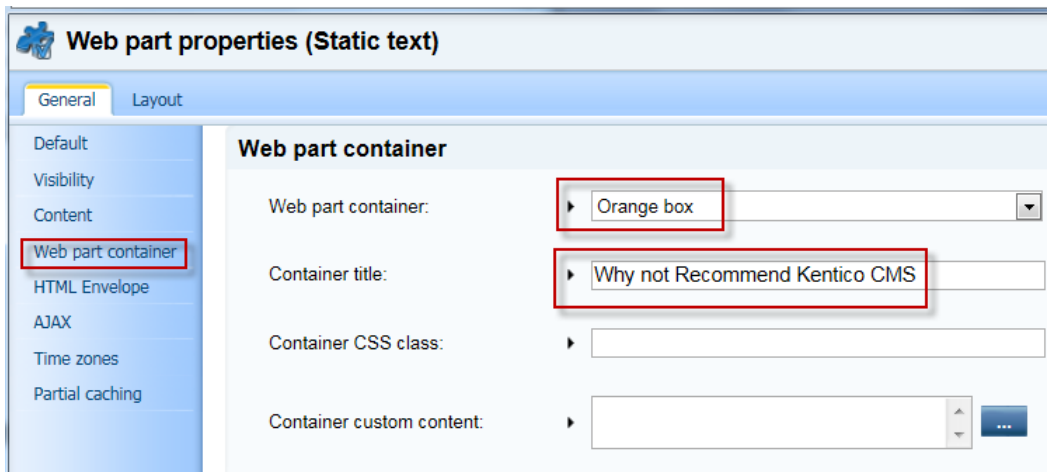 Web part properties (Static text)
General Layout
Default
Visibility
Content
Web part container
HTML Envelope
AJAX
Time zones
Partial caching
Web part container
Web part container: Orange box
Container title: Why not Recommend Kentico CMS
Container CSS class:
Container custom content: ...